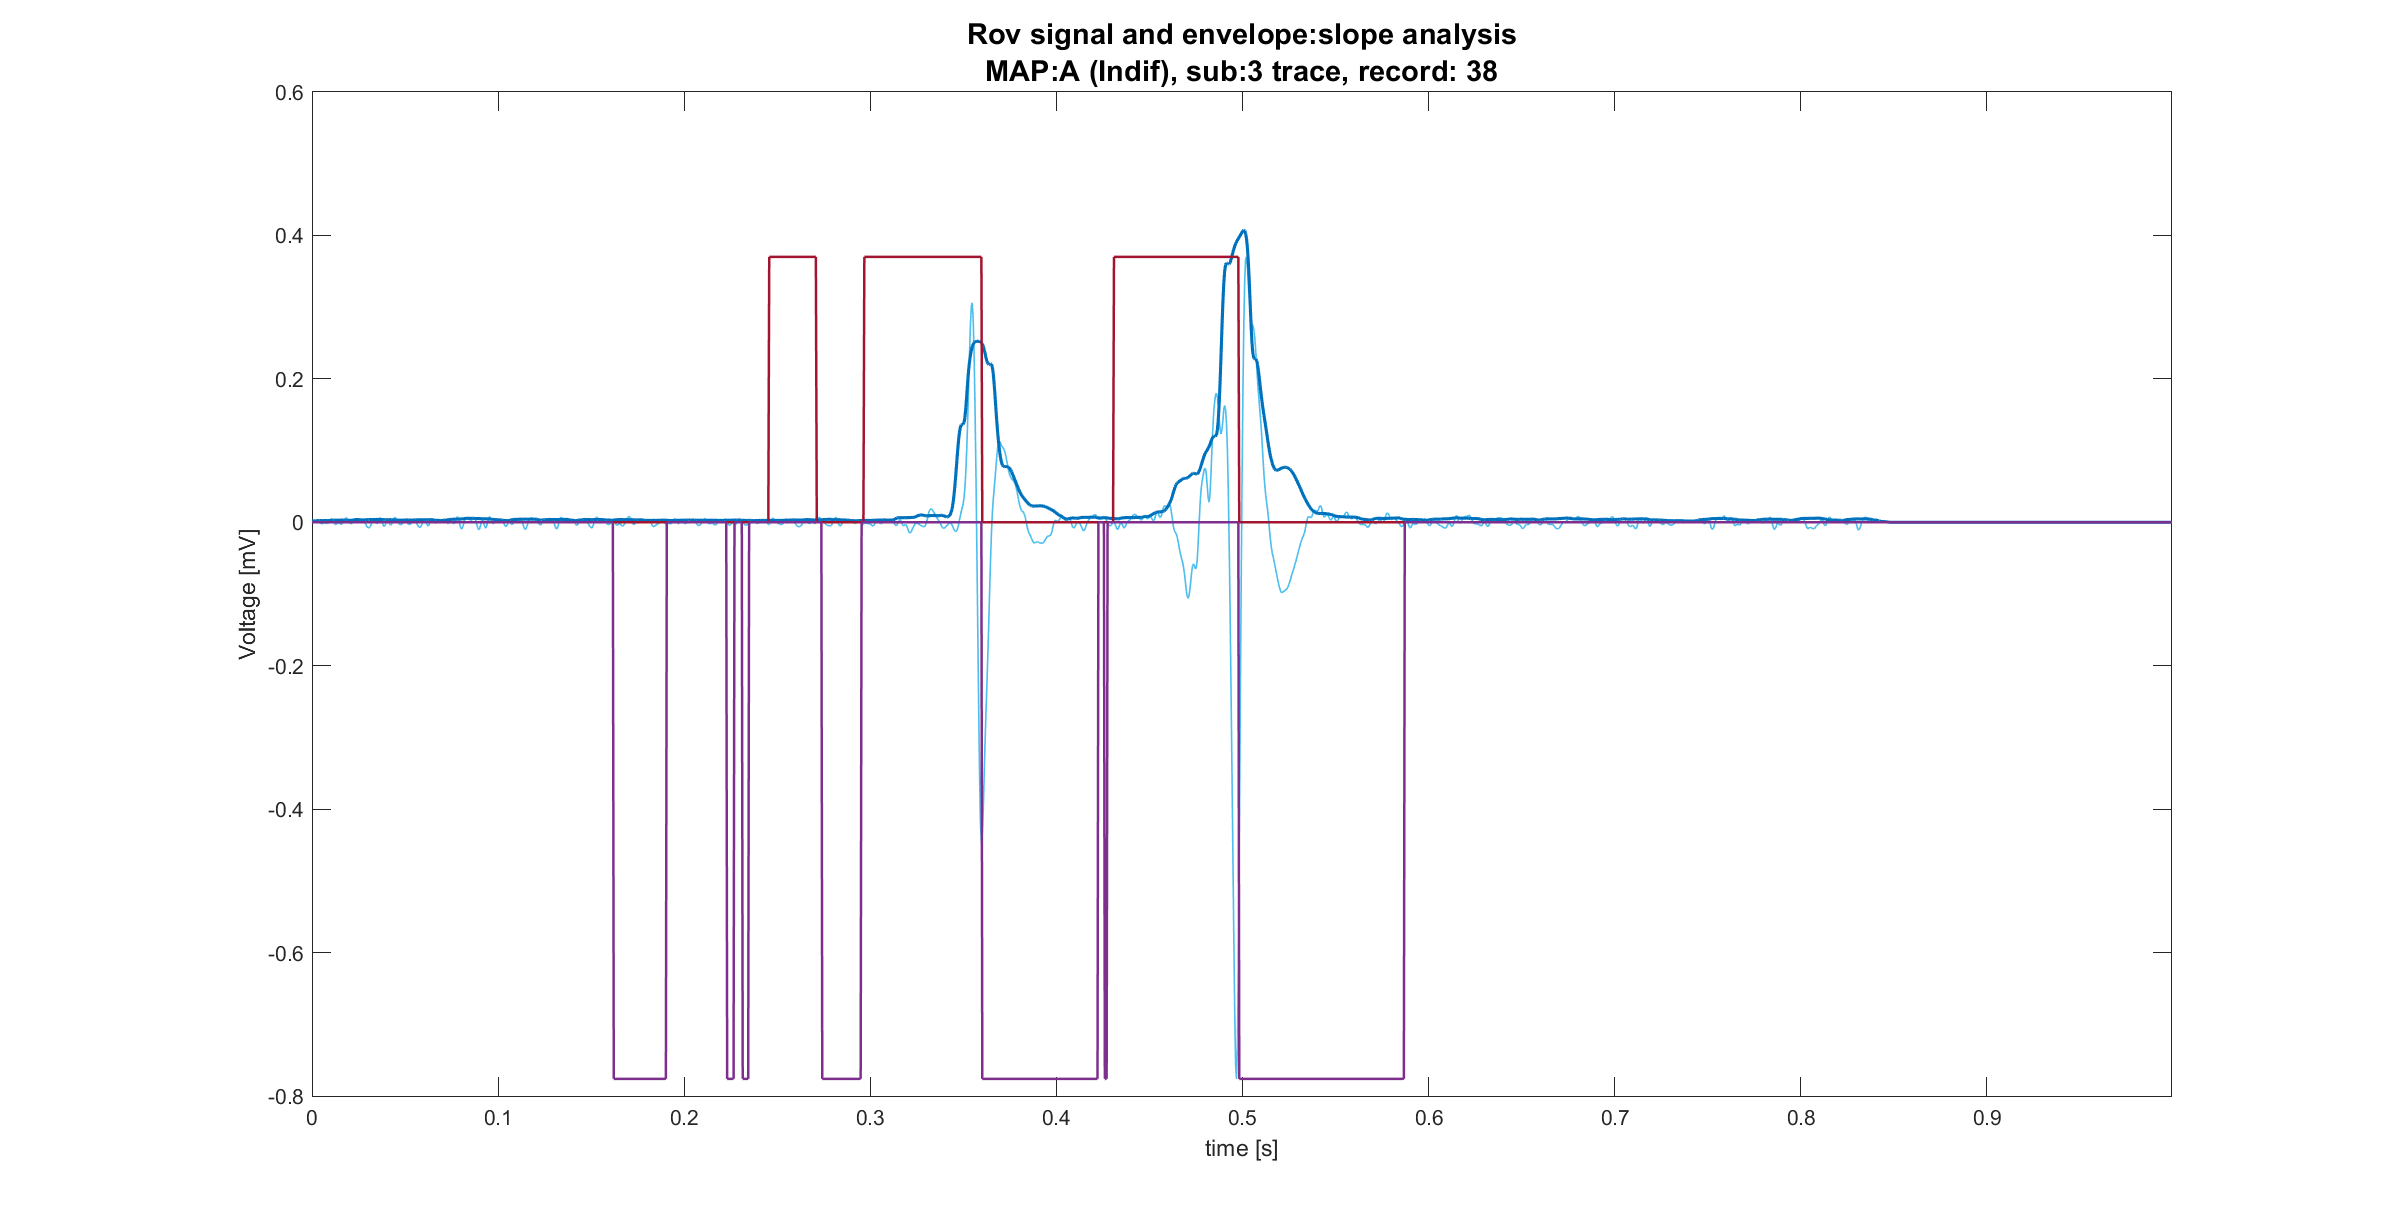 Rov signal and envelope:slope analysis
MAP:A (Indif), sub:3 trace, record: 38
0.6
0.4
0.2
0
-0.2
-0.4
-0.6
-0.8
Voltage [mV]
0 0.1 0.2 0.3 0.4 0.5 0.6 0.7 0.8 0.9
time [s]